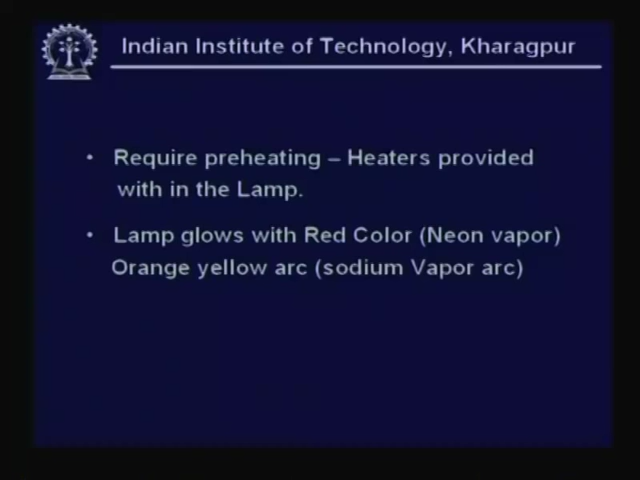 Indian Institute of Technology, Kharagpur
• Require preheating – Heaters provided
with in the Lamp.
• Lamp glows with Red Color (Neon vapor)
Orange yellow arc (sodium Vapor arc)